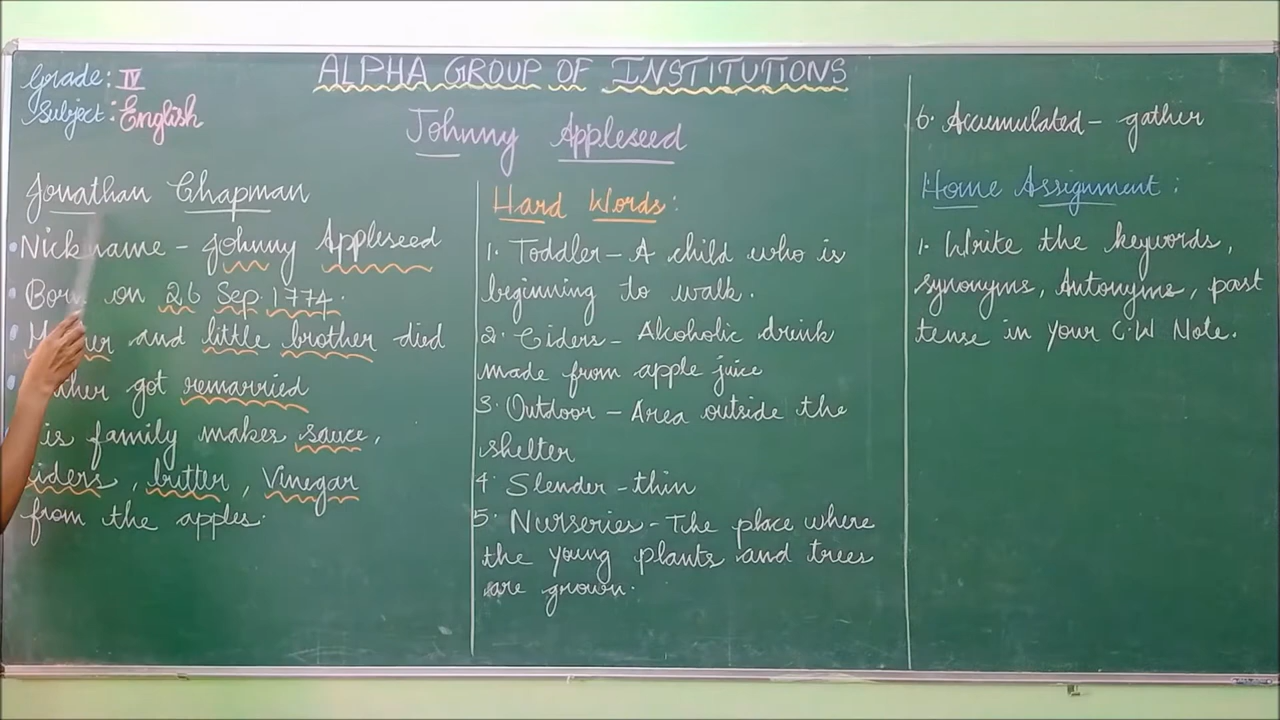 Grade: IV
Subject: English
ALPHA GROUP OF INSTITUTIONS
Johnny Appleseed
Jonathan Chapman
Nickname - Johnny Appleseed
Born on 26 Sep. 1774.
and little brother died
got remarried
family makes sauce,
ciders, butter, Vinegar
from the apples.
Hard Words:
1. Toddler - A child who is
beginning to walk.
2. Ciders - Alcoholic drink
made from apple juice
3. Outdoor - Area outside the
shelter
4. Slender - thin
5. Nurseries - The place where
the young plants and trees
are grown.
6. Accumulated - gather
Home Assignment:
1. Write the keywords,
synonyms, Antonyms, past
tense in your C.W Note.